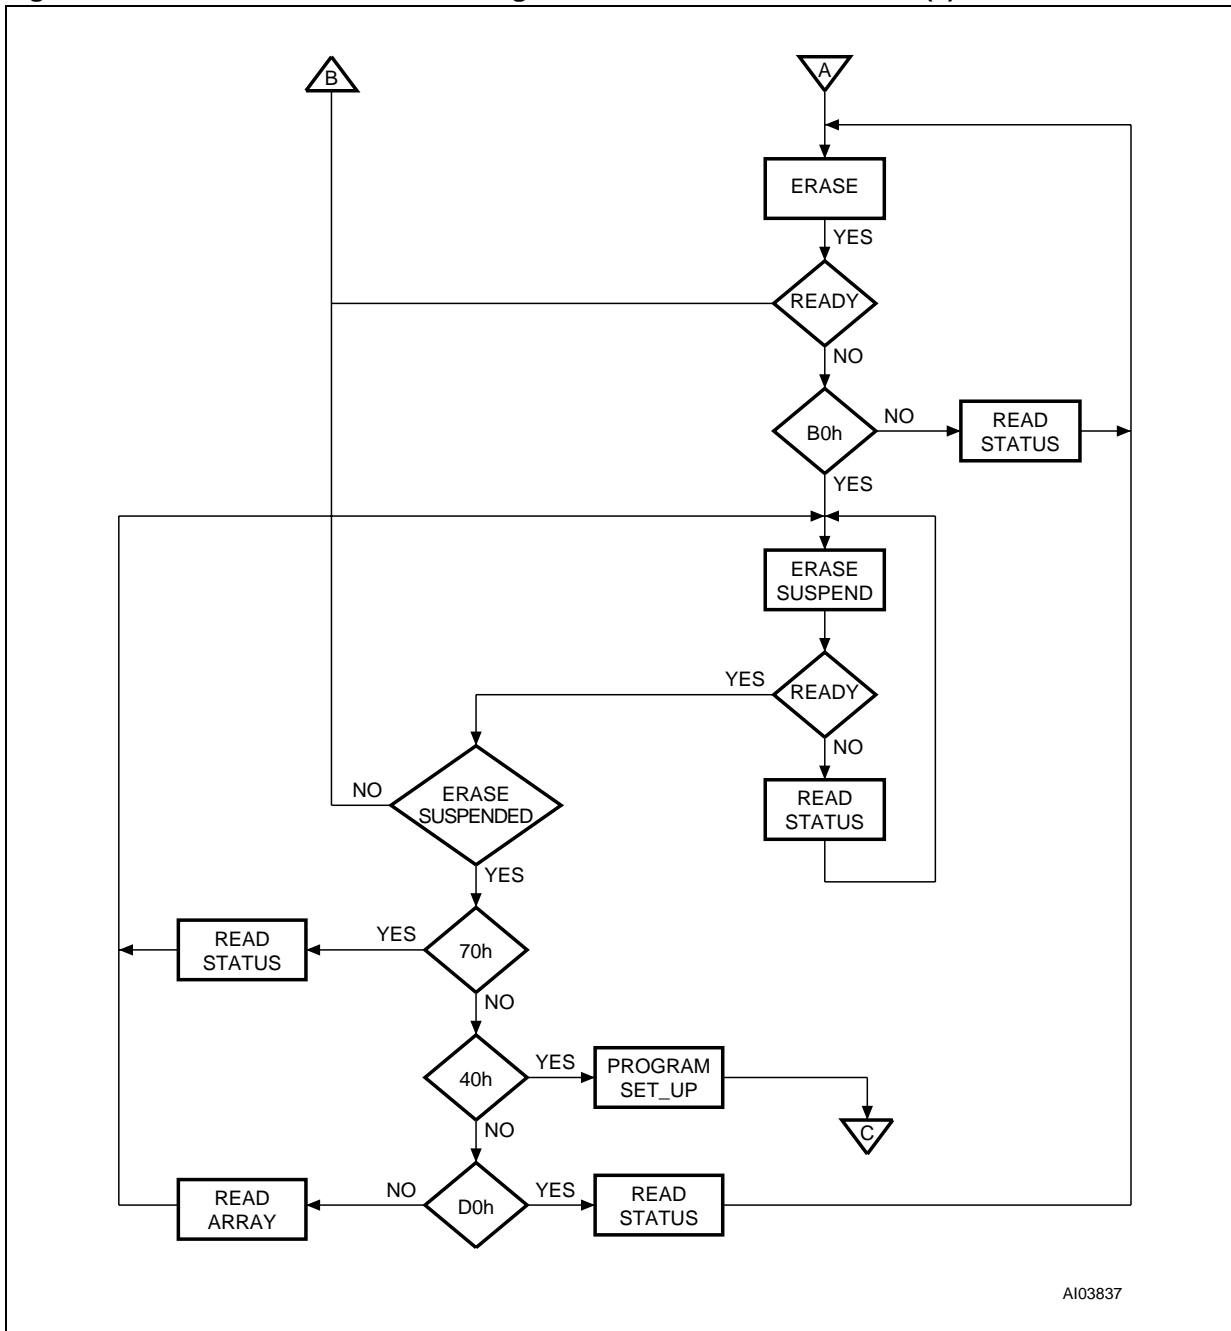 B
A
ERASE
YES
READY
NO
B0h
NO
READ
STATUS
YES
ERASE
SUSPEND
YES
READY
NO
NO
ERASE
SUSPENDED
READ
STATUS
YES
READ
STATUS
YES
70h
NO
40h
YES
PROGRAM
SET_UP
NO
C
READ
ARRAY
NO
D0h
YES
READ
STATUS
AI03837